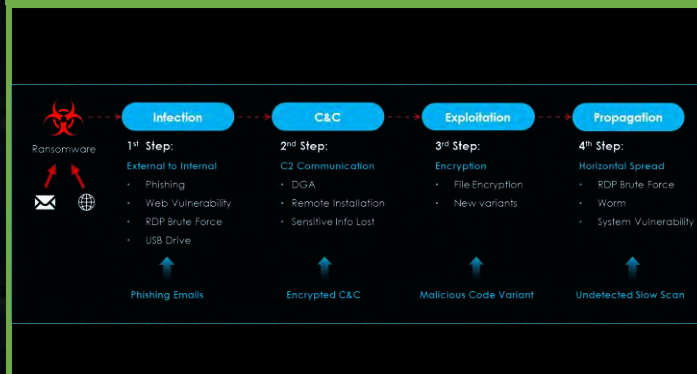 Ransomware
Infection
1st Step:
External to Internal
· Phishing
· Web Vulnerability
· RDP Brute Force
· USB Drive
Phishing Emails
C&C
2nd Step:
C2 Communication
· DGA
· Remote Installation
· Sensitive Info Lost
Encrypted C&C
Exploitation
3rd Step:
Encryption
· File Encryption
· New variants
Malicious Code Variant
Propagation
4th Step:
Horizontal Spread
· RDP Brute Force
· Worm
· System Vulnerability
Undetected Slow Scan